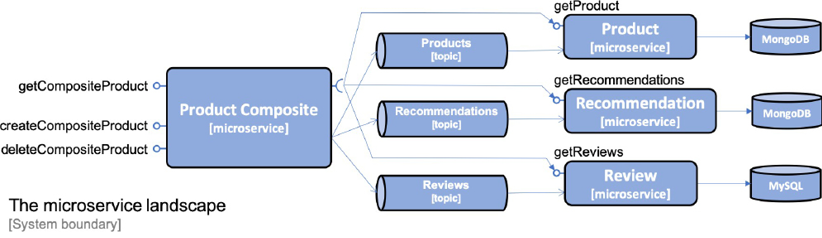 getProduct
Product
[microservice]
MongoDB
Products
[topic]
getCompositeProduct
createCompositeProduct
deleteCompositeProduct
Product Composite
[microservice]
getRecommendations
Recommendations
[topic]
Recommendation
[microservice]
MongoDB
getReviews
Reviews
[topic]
Review
[microservice]
MySQL
The microservice landscape
[System boundary]